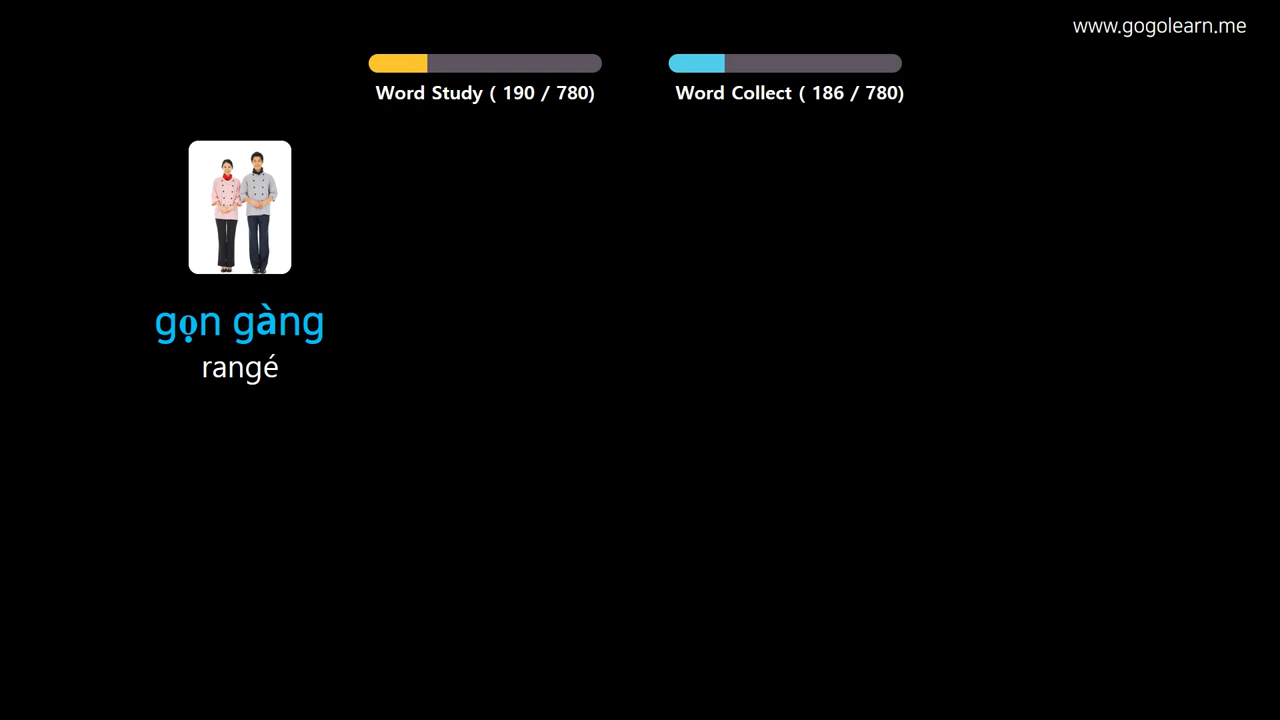 www.gogolearn.me
Word Study ( 190 / 780)
Word Collect ( 186 / 780)
gọn gàng
rangé